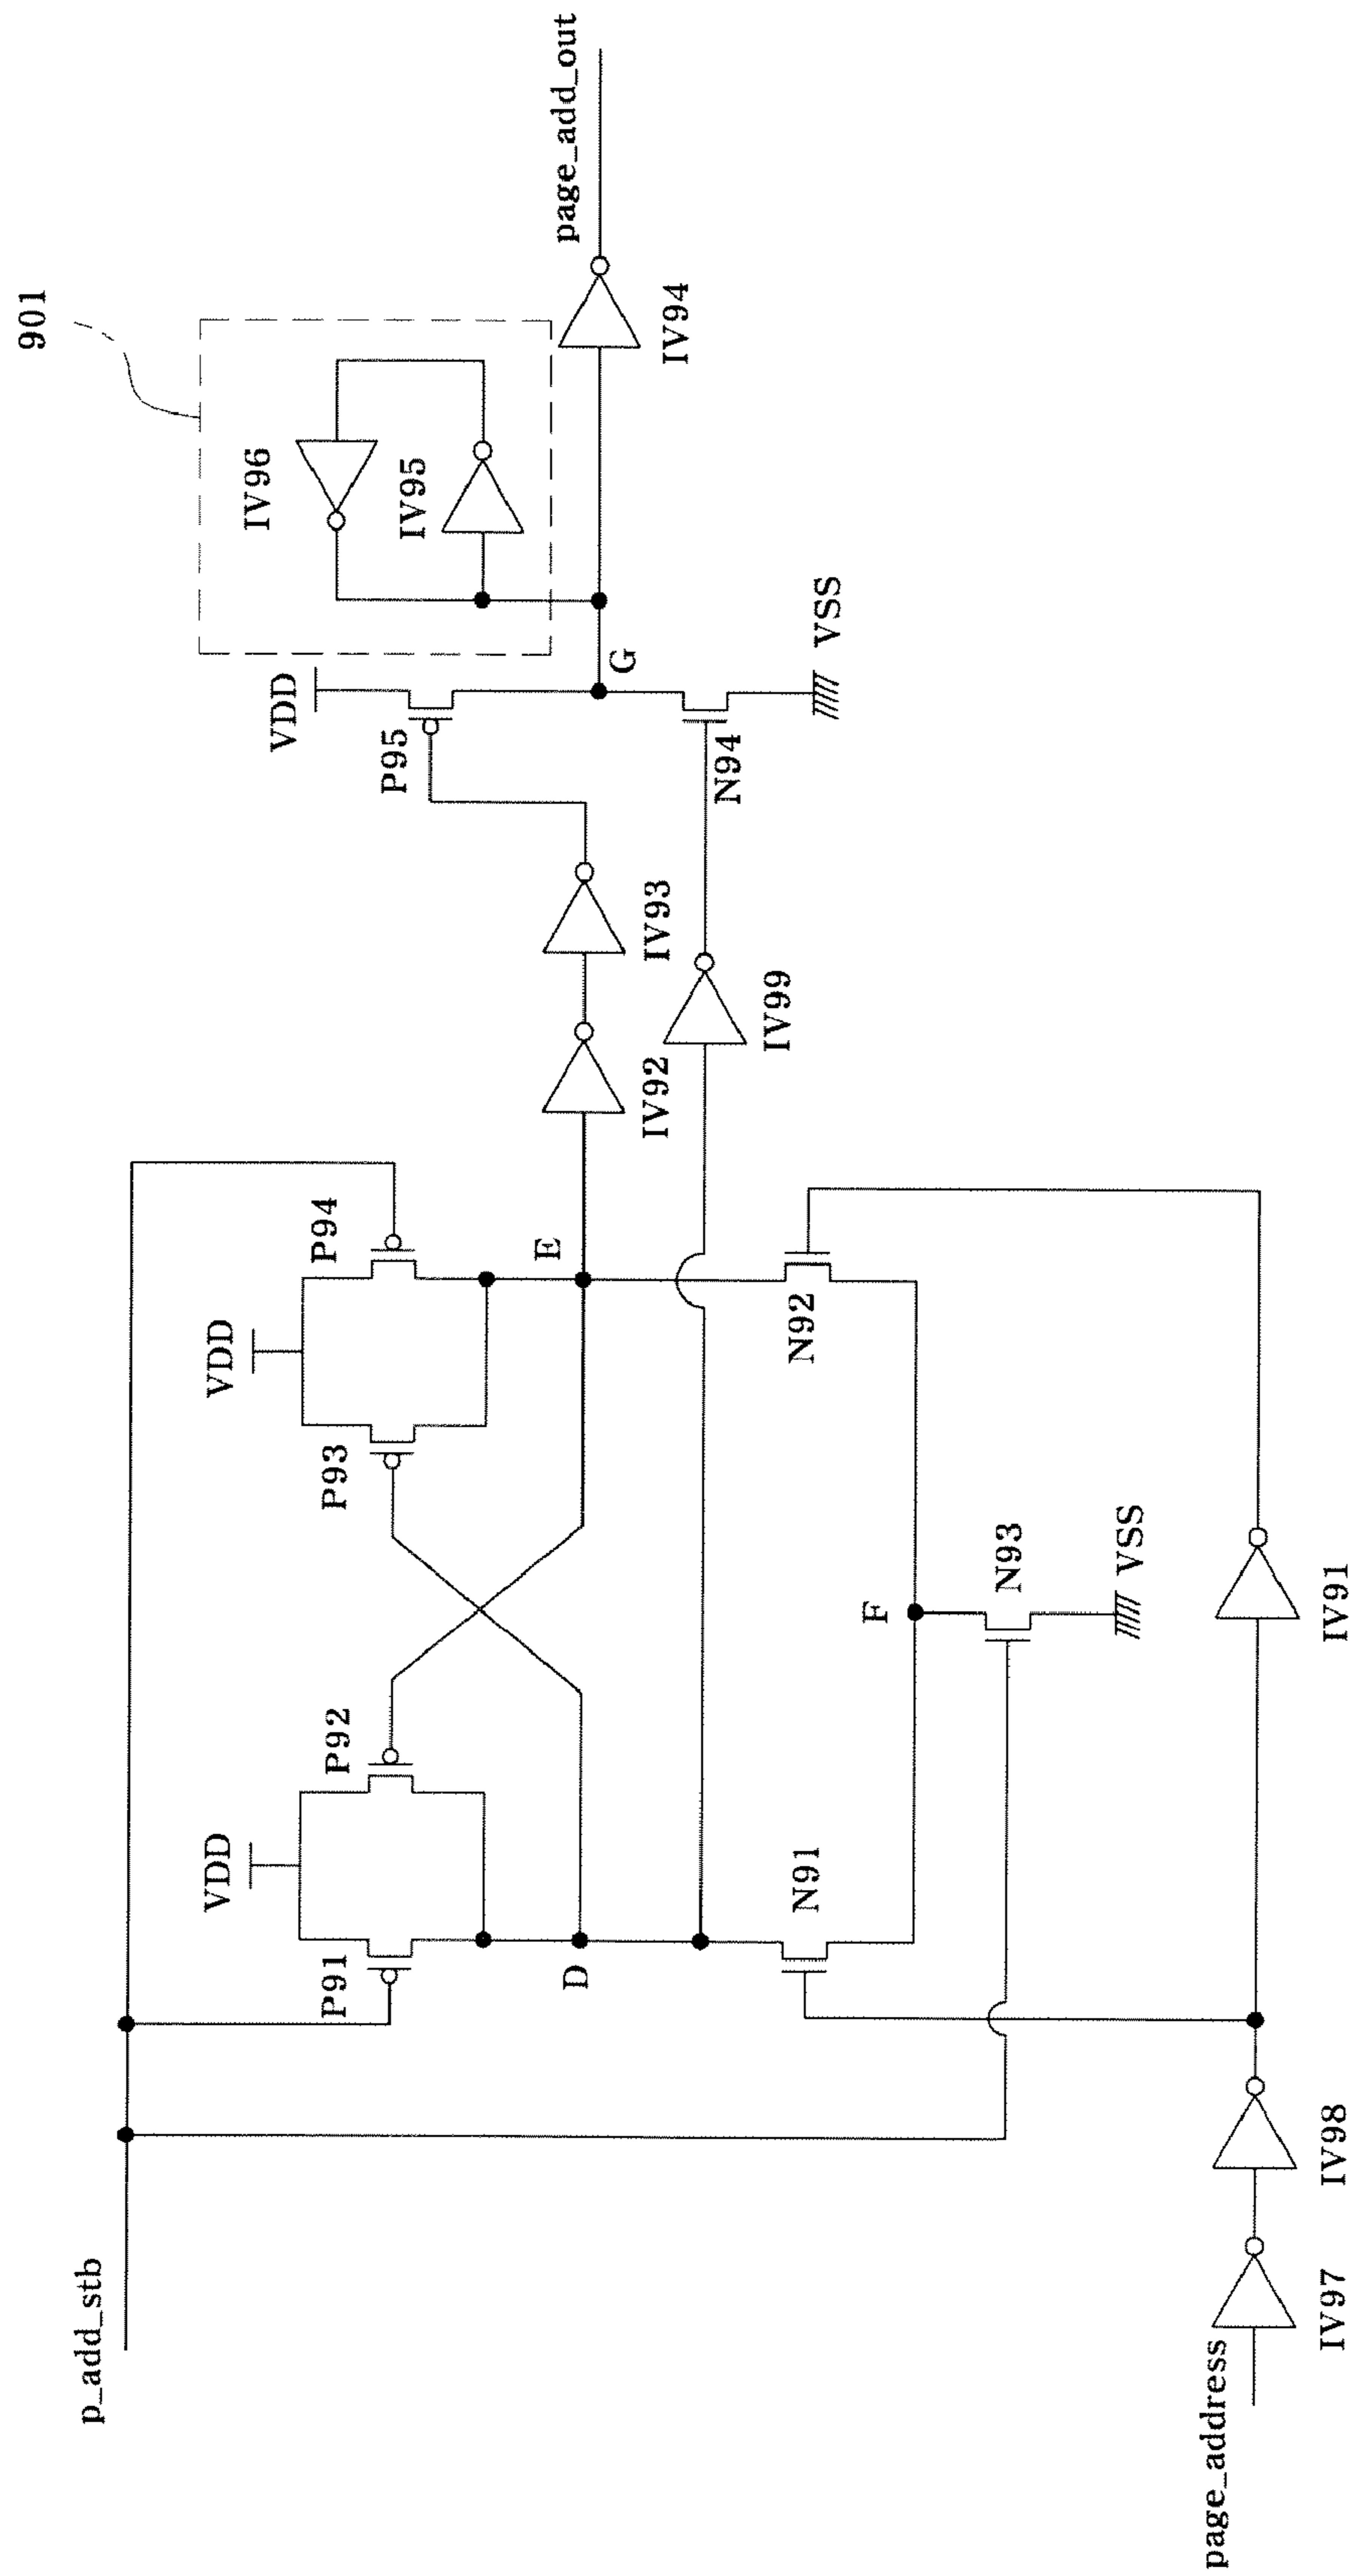 901
p_add_stb
VDD
VDD
VDD
IV96
IV95
P91
P92
P93
P94
P95
page_add_out
D
E
G
IV92
IV93
IV94
IV99
N94
VSS
N91
N92
F
N93
VSS
page_address
IV97
IV98
IV91